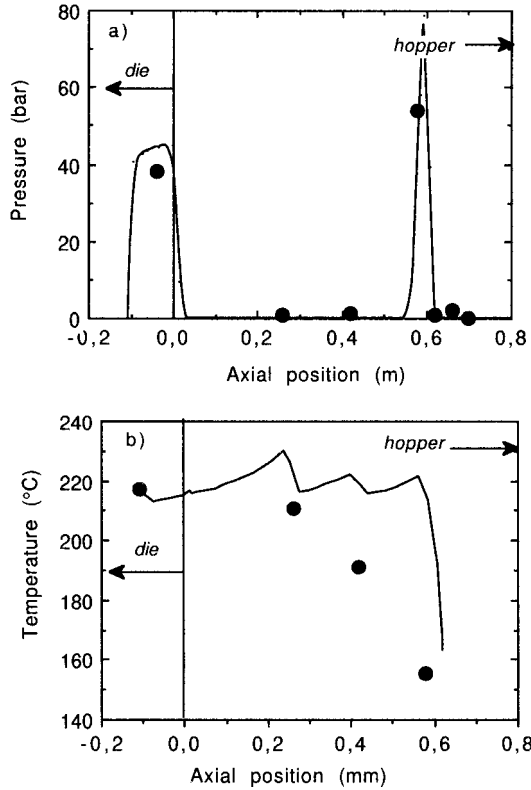 a)
hopper
die
Pressure (bar)
80
60
40
20
0
-0,2 0,0 0,2 0,4 0,6 0,8
Axial position (m)
b)
hopper
die
Temperature (°C)
240
230
220
200
180
160
140
-0,2 0,0 0,2 0,4 0,6 0,8
Axial position (mm)